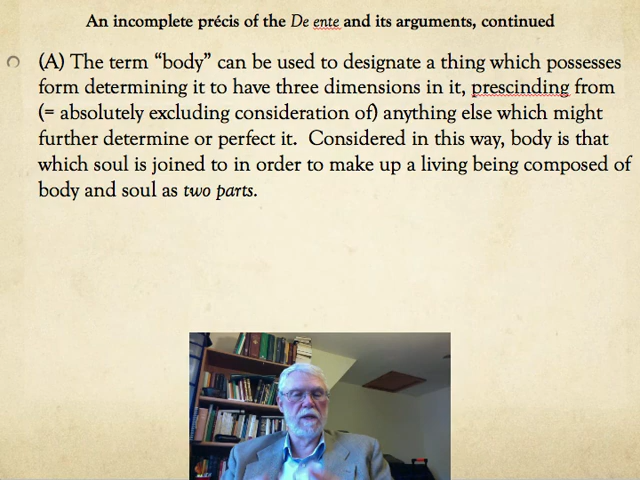 An incomplete précis of the De ente and its arguments, continued
(A) The term “body” can be used to designate a thing which possesses
form determining it to have three dimensions in it, prescinding from
(= absolutely excluding consideration of) anything else which might
further determine or perfect it.  Considered in this way, body is that
which soul is joined to in order to make up a living being composed of
body and soul as two parts.